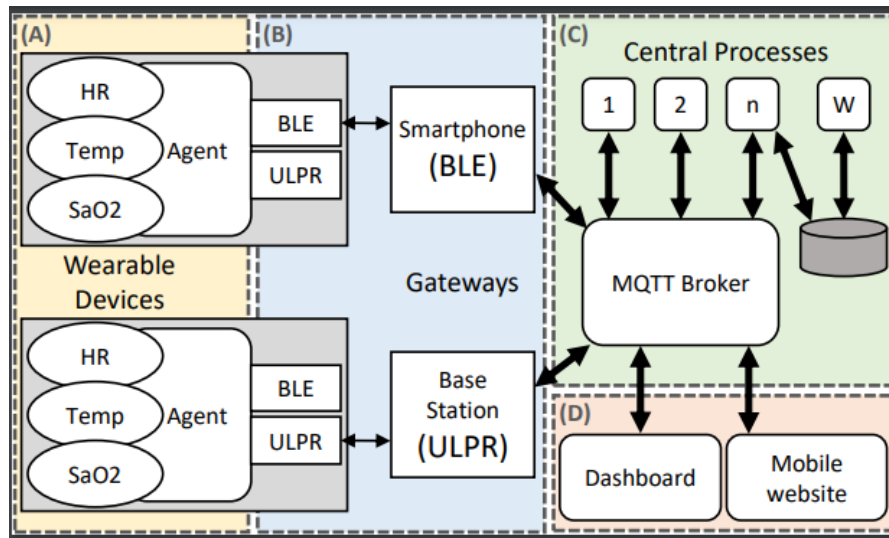 (A)
HR
Temp
SaO2
Agent
BLE
ULPR
Wearable
Devices
HR
Temp
SaO2
Agent
BLE
ULPR
(B)
Smartphone
(BLE)
Gateways
Base
Station
(ULPR)
(C)
Central Processes
1 2 n W
MQTT Broker
(D)
Dashboard
Mobile
website